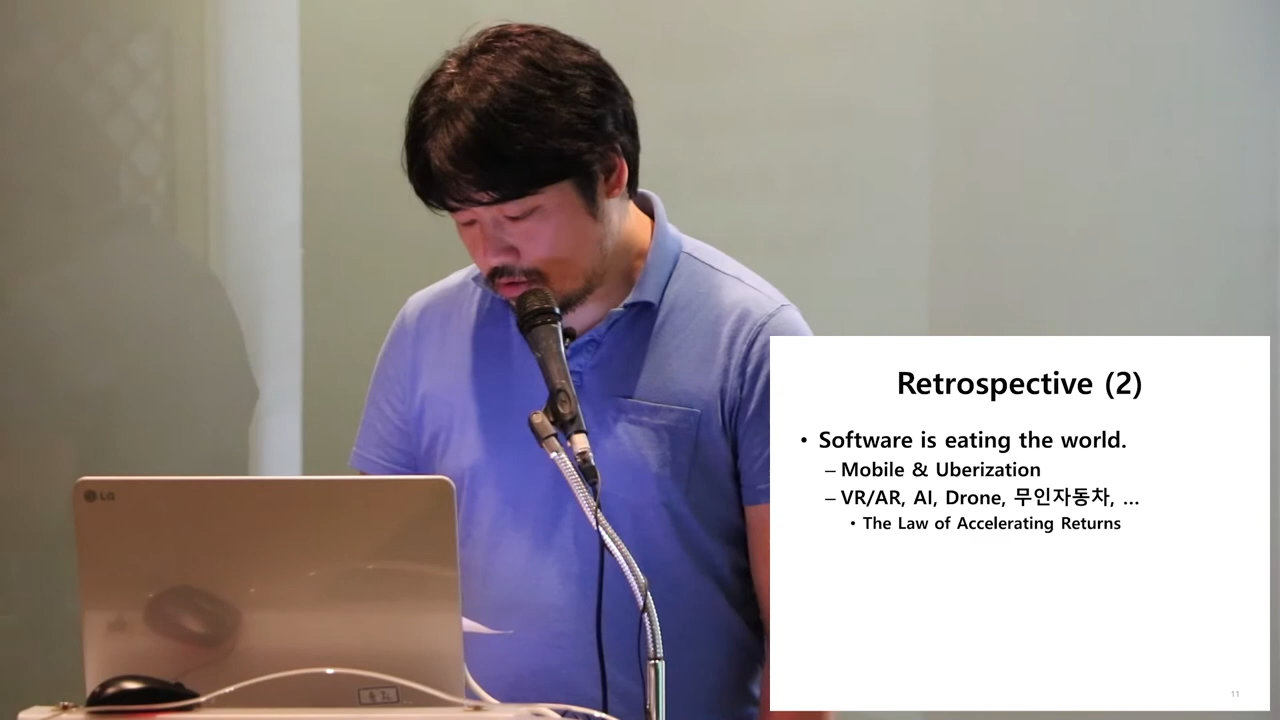 LG
Retrospective (2)
• Software is eating the world.
– Mobile & Uberization
– VR/AR, AI, Drone, 무인자동차, ...
• The Law of Accelerating Returns
11